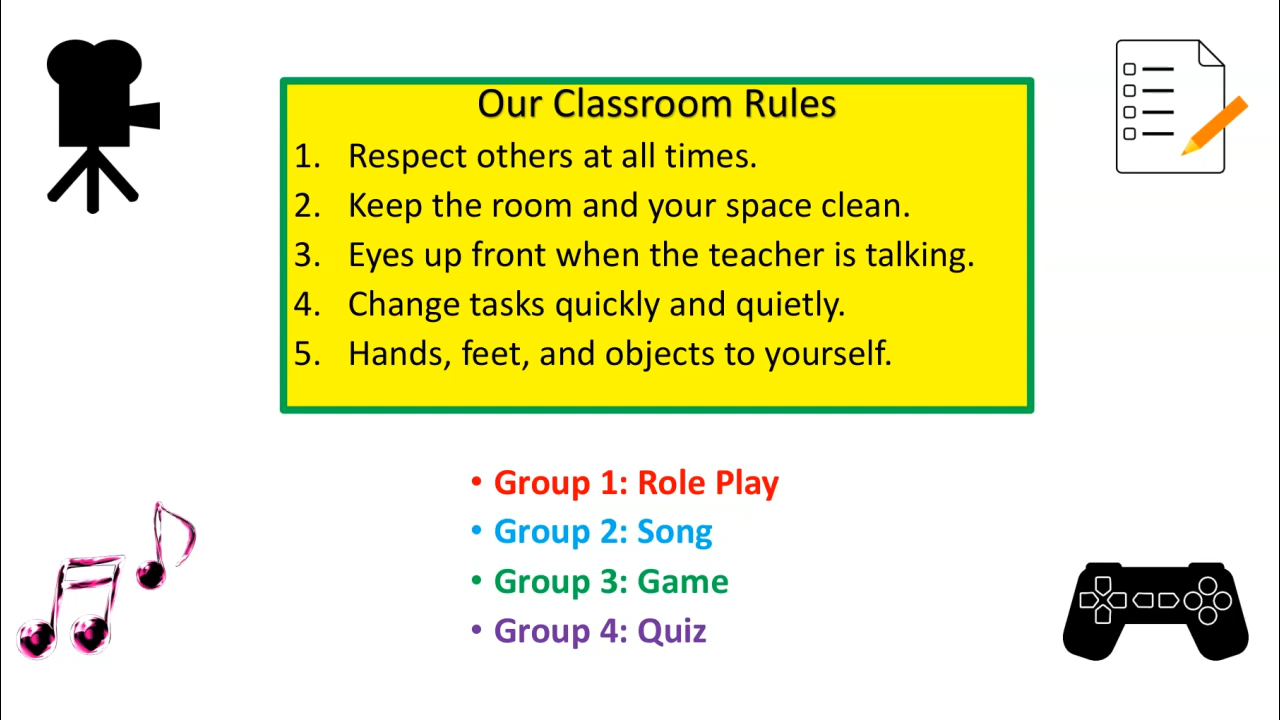 Our Classroom Rules
1. Respect others at all times.
2. Keep the room and your space clean.
3. Eyes up front when the teacher is talking.
4. Change tasks quickly and quietly.
5. Hands, feet, and objects to yourself.
• Group 1: Role Play
• Group 2: Song
• Group 3: Game
• Group 4: Quiz